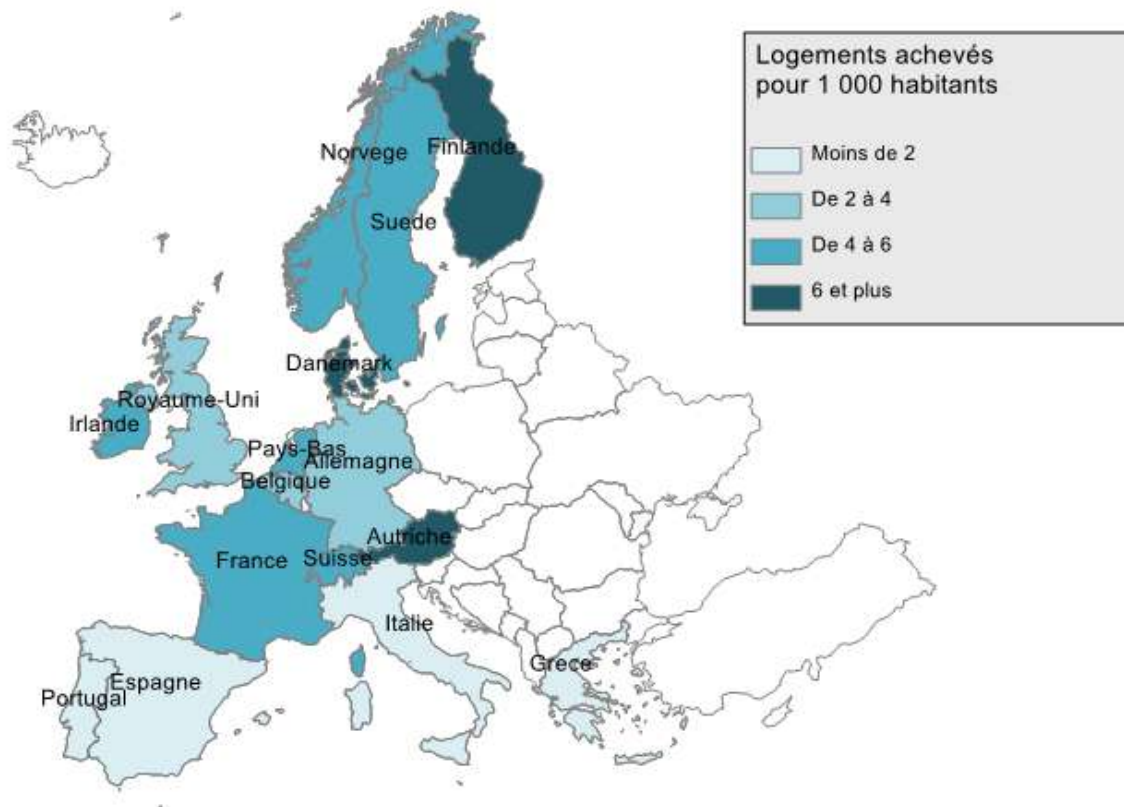 Logements achevés
pour 1 000 habitants
Moins de 2
De 2 à 4
De 4 à 6
6 et plus
Norvege
Finlande
Suede
Danemark
Royaume-Uni
Irlande
Pays-Bas
Allemagne
Belgique
Autriche
France
Suisse
Italie
Grece
Espagne
Portugal